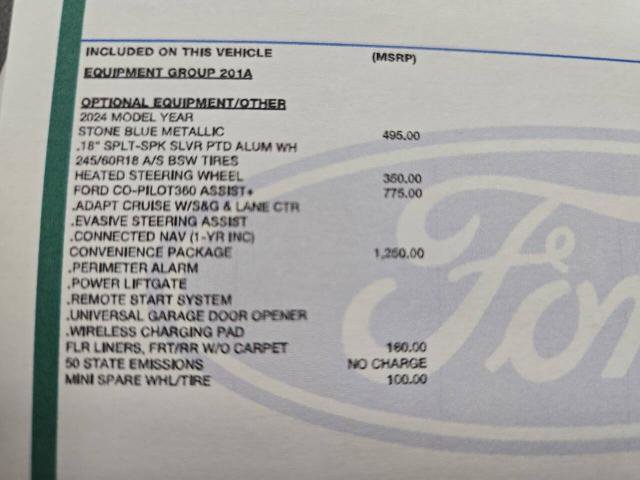 INCLUDED ON THIS VEHICLE (MSRP)
EQUIPMENT GROUP 201A
OPTIONAL EQUIPMENT/OTHER
2024 MODEL YEAR
STONE BLUE METALLIC 495.00
.18" SPLT-SPK SLVR PTD ALUM WH
245/60R18 A/S BSW TIRES
HEATED STEERING WHEEL 350.00
FORD CO-PILOT360 ASSIST+ 775.00
.ADAPT CRUISE W/S&G & LANE CTR
.EVASIVE STEERING ASSIST
.CONNECTED NAV (1-YR INC)
CONVENIENCE PACKAGE 1,250.00
.PERIMETER ALARM
.POWER LIFTGATE
.REMOTE START SYSTEM
.UNIVERSAL GARAGE DOOR OPENER
.WIRELESS CHARGING PAD
FLR LINERS, FRT/RR W/O CARPET 160.00
50 STATE EMISSIONS NO CHARGE
MINI SPARE WHL/TIRE 100.00
For